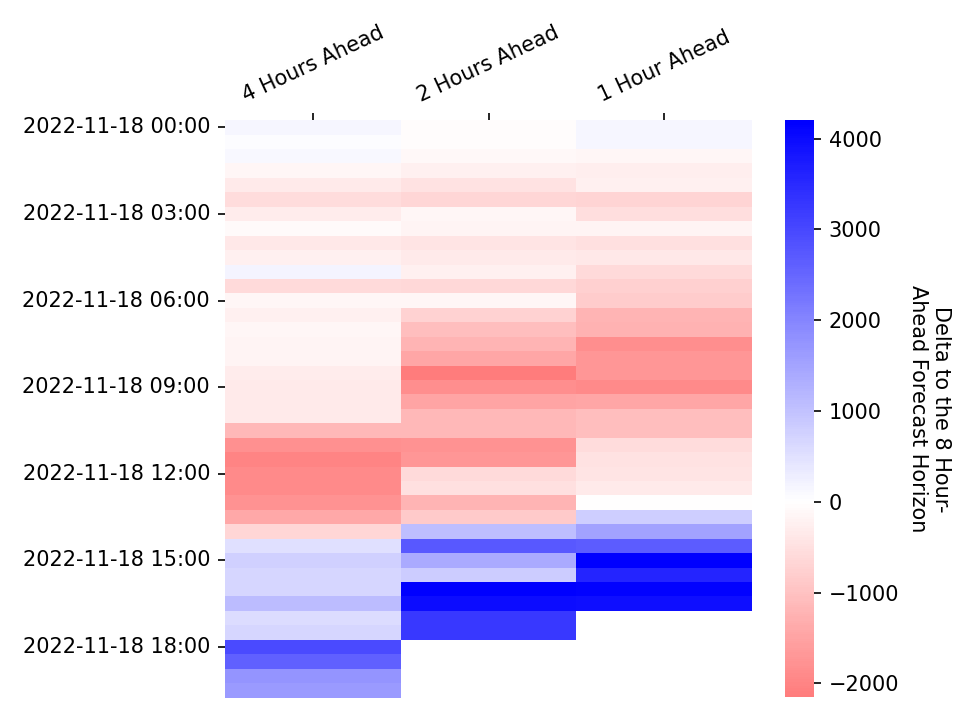 4 Hours Ahead
2 Hours Ahead
1 Hour Ahead
2022-11-18 00:00
2022-11-18 03:00
2022-11-18 06:00
2022-11-18 09:00
2022-11-18 12:00
2022-11-18 15:00
2022-11-18 18:00
4000
3000
2000
1000
0
−1000
−2000
Delta to the 8 Hour-
Ahead Forecast Horizon